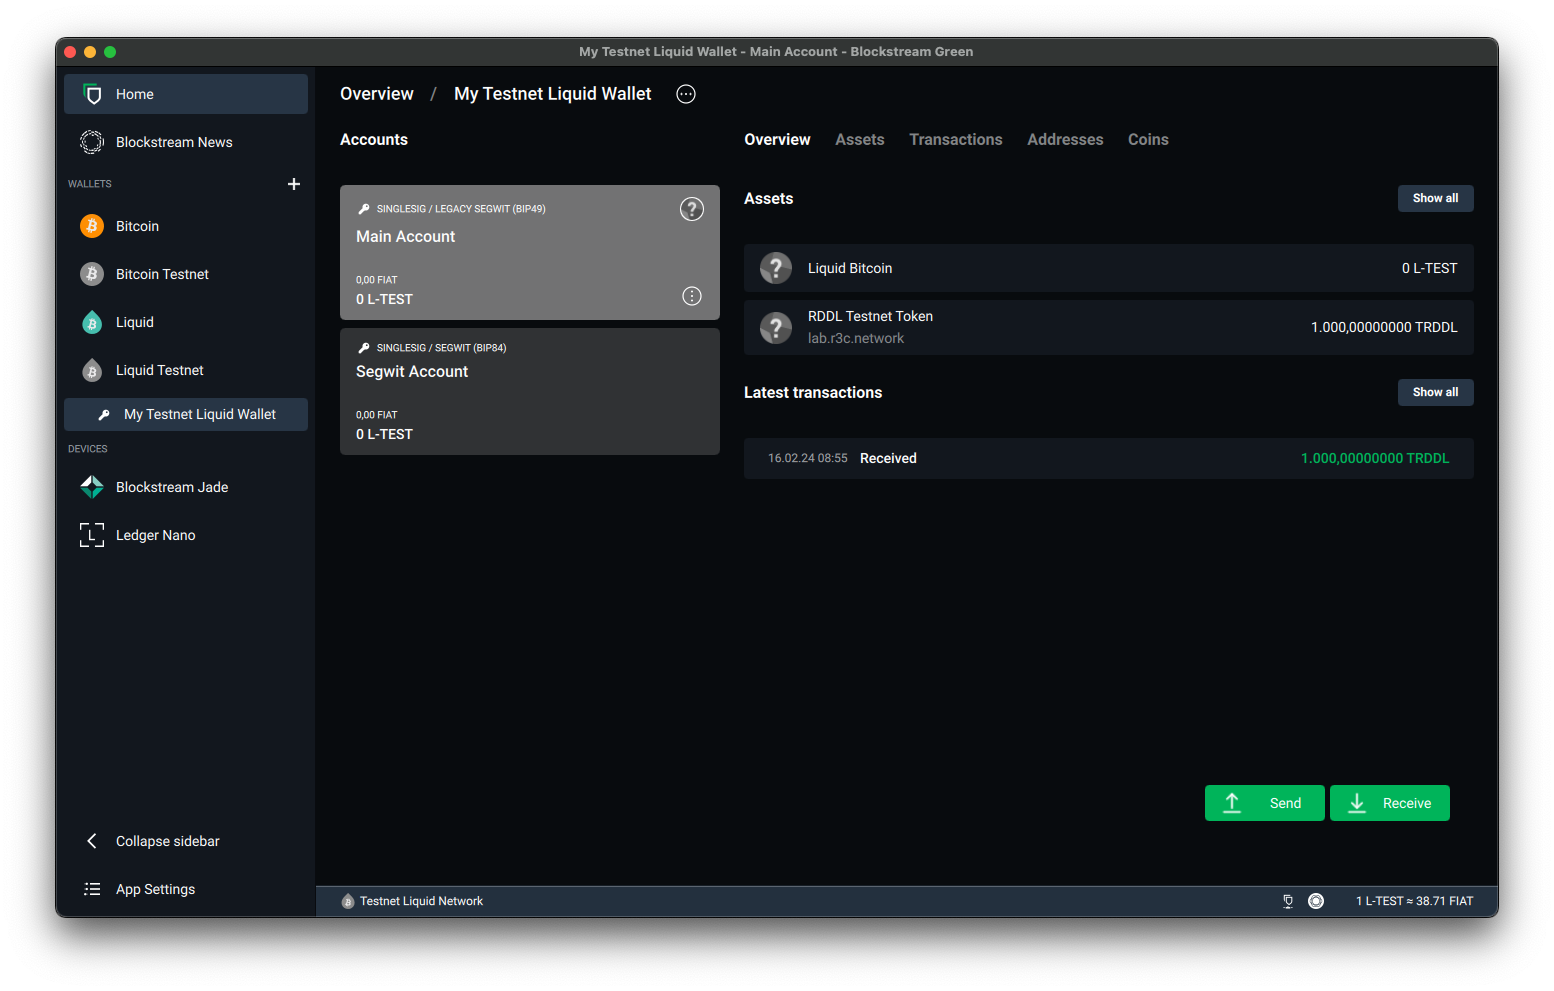 My Testnet Liquid Wallet - Main Account - Blockstream Green
Home
Blockstream News
WALLETS
Bitcoin
Bitcoin Testnet
Liquid
Liquid Testnet
My Testnet Liquid Wallet
DEVICES
Blockstream Jade
L
Ledger Nano
Collapse sidebar
App Settings
Overview / My Testnet Liquid Wallet
Accounts
SINGLESIG / LEGACY SEGWIT (BIP49)
?
Main Account
0,00 FIAT
0 L-TEST
SINGLESIG / SEGWIT (BIP84)
Segwit Account
0,00 FIAT
0 L-TEST
Overview Assets Transactions Addresses Coins
Assets Show all
? Liquid Bitcoin 0 L-TEST
? RDDL Testnet Token 1.000,00000000 TRDDL
lab.r3c.network
Latest transactions Show all
16.02.24 08:55 Received 1.000,00000000 TRDDL
Send Receive
Testnet Liquid Network 1 L-TEST ≈ 38.71 FIAT